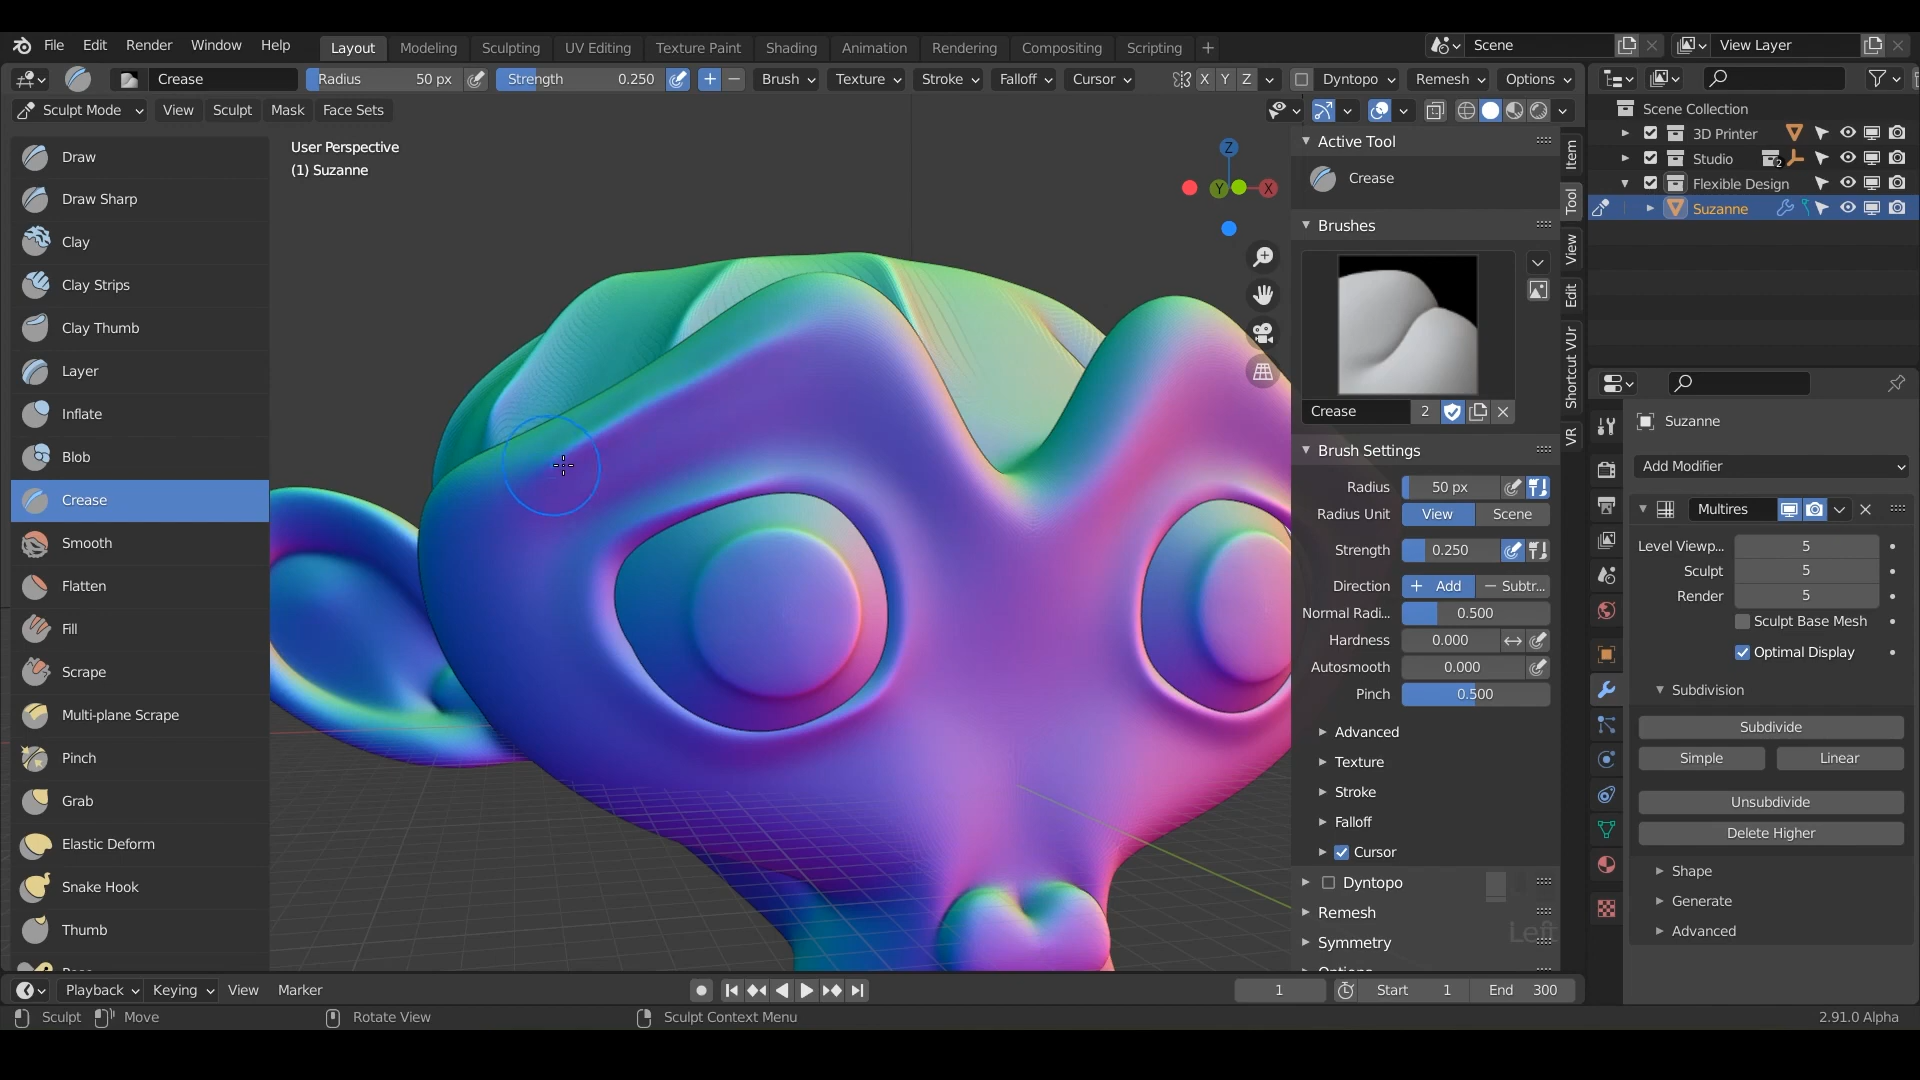 File Edit Render Window Help Layout Modeling Sculpting UV Editing Texture Paint Shading Animation Rendering Compositing Scripting + Scene View Layer
Crease Radius 50 px Strength 0.250 Brush Texture Stroke Falloff Cursor X Y Z Dyntopo Remesh Options
Sculpt Mode View Sculpt Mask Face Sets
Draw
Draw Sharp
Clay
Clay Strips
Clay Thumb
Layer
Inflate
Blob
Crease
Smooth
Flatten
Fill
Scrape
Multi-plane Scrape
Pinch
Grab
Elastic Deform
Snake Hook
Thumb
User Perspective
(1) Suzanne
Z
Y X
Active Tool
Crease
Brushes
Crease 2
Brush Settings
Radius 50 px
Radius Unit View Scene
Strength 0.250
Direction + Add − Subtr...
Normal Radi... 0.500
Hardness 0.000
Autosmooth 0.000
Pinch 0.500
Advanced
Texture
Stroke
Falloff
Cursor
Dyntopo
Remesh
Symmetry
Options
Left
Item
Tool
View
Edit
Shortcut VUr
VR
Scene Collection
3D Printer
Studio 2
Flexible Design
Suzanne
Suzanne
Add Modifier
Multires
Level Viewp... 5
Sculpt 5
Render 5
Sculpt Base Mesh
Optimal Display
Subdivision
Subdivide
Simple Linear
Unsubdivide
Delete Higher
Shape
Generate
Advanced
Playback Keying View Marker 1 Start 1 End 300
Sculpt Move Rotate View Sculpt Context Menu 2.91.0 Alpha